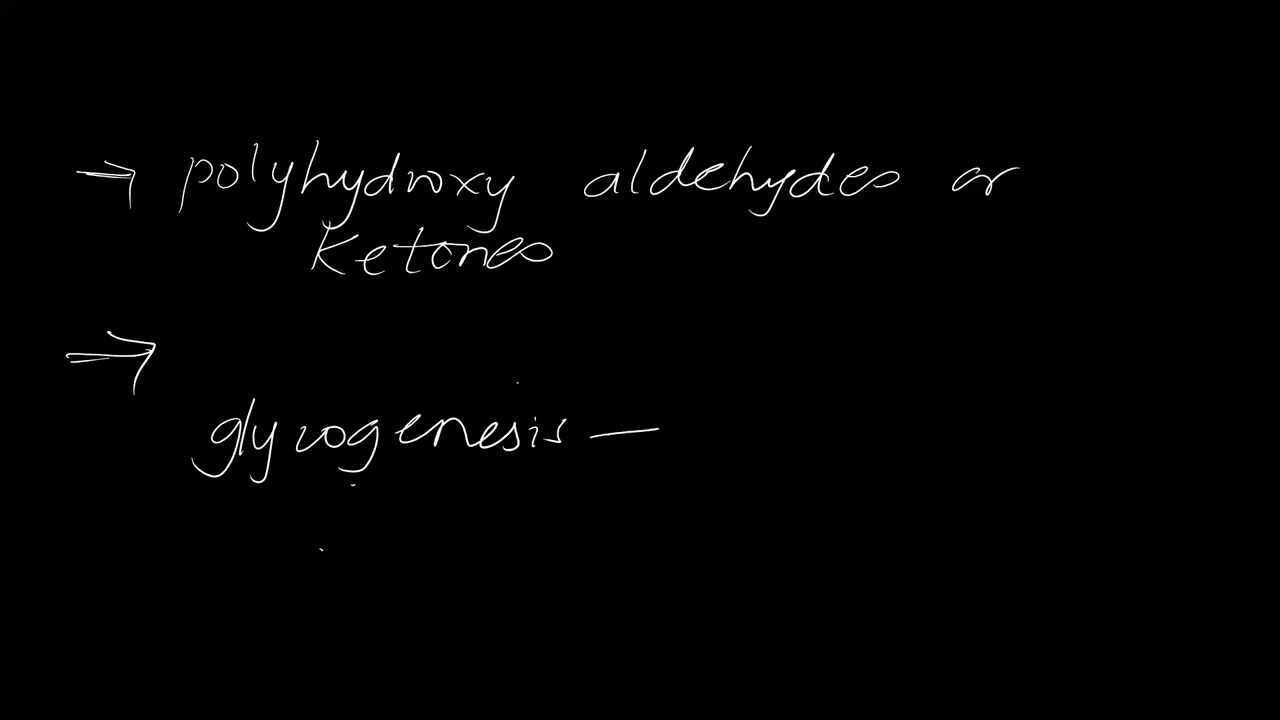 → polyhydroxy aldehydes or
Ketones
⇒
glycogenesis —